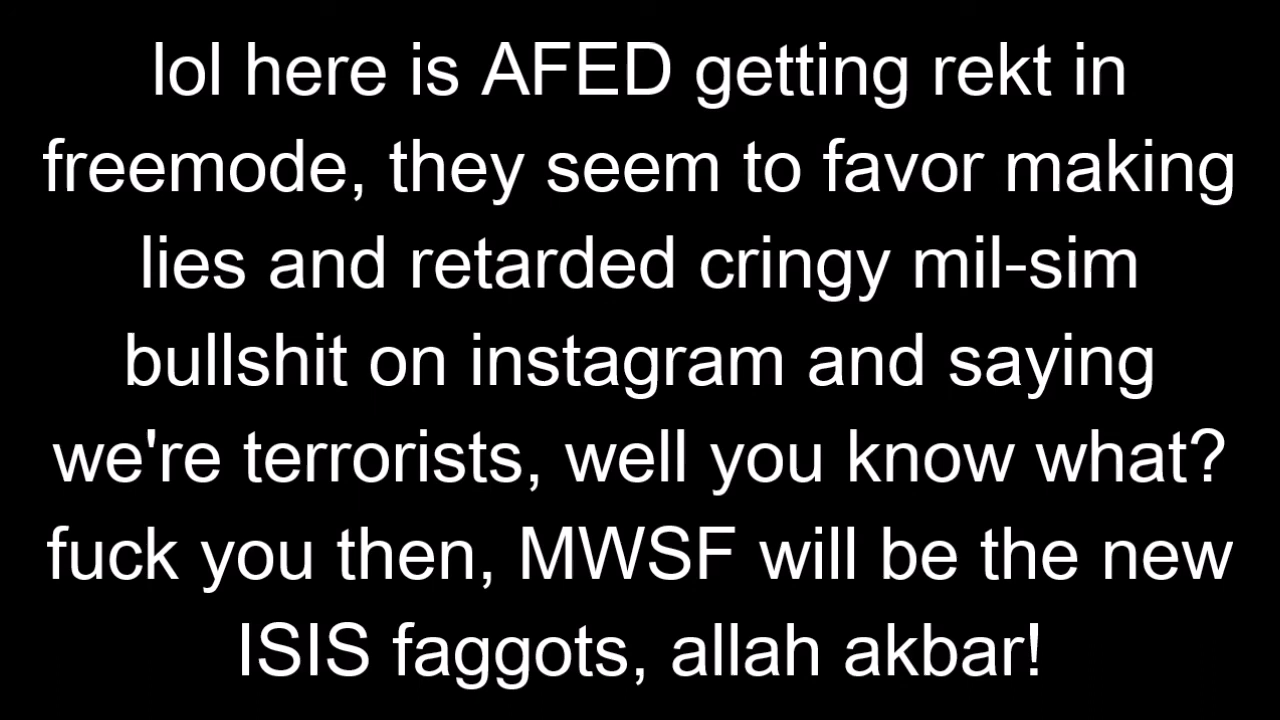 lol here is AFED getting rekt in
freemode, they seem to favor making
lies and retarded cringy mil-sim
bullshit on instagram and saying
we're terrorists, well you know what?
fuck you then, MWSF will be the new
ISIS faggots, allah akbar!